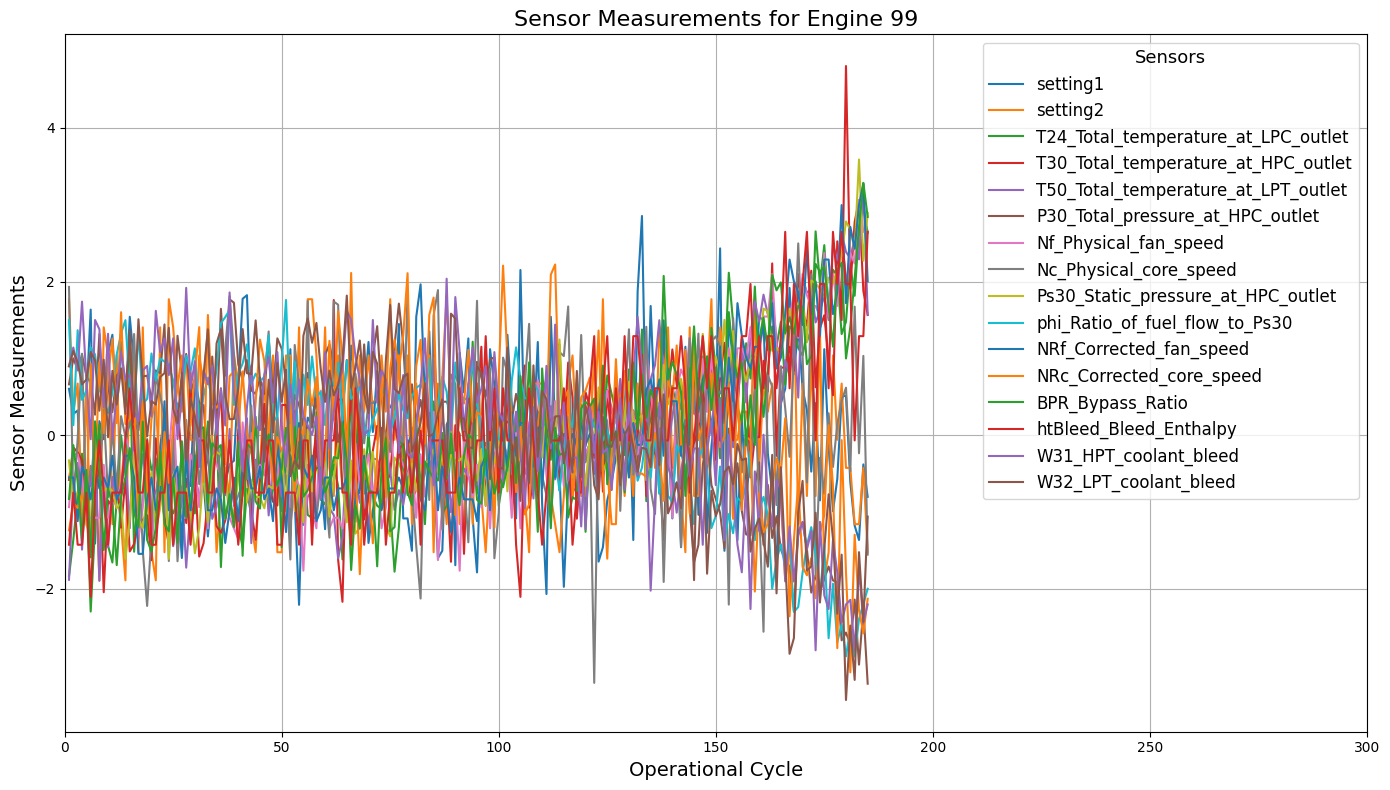 Sensor Measurements for Engine 99
Sensors
setting1
setting2
T24_Total_temperature_at_LPC_outlet
T30_Total_temperature_at_HPC_outlet
T50_Total_temperature_at_LPT_outlet
P30_Total_pressure_at_HPC_outlet
Nf_Physical_fan_speed
Nc_Physical_core_speed
Ps30_Static_pressure_at_HPC_outlet
phi_Ratio_of_fuel_flow_to_Ps30
NRf_Corrected_fan_speed
NRc_Corrected_core_speed
BPR_Bypass_Ratio
htBleed_Bleed_Enthalpy
W31_HPT_coolant_bleed
W32_LPT_coolant_bleed
Sensor Measurements
4
2
0
−2
0 50 100 150 200 250 300
Operational Cycle